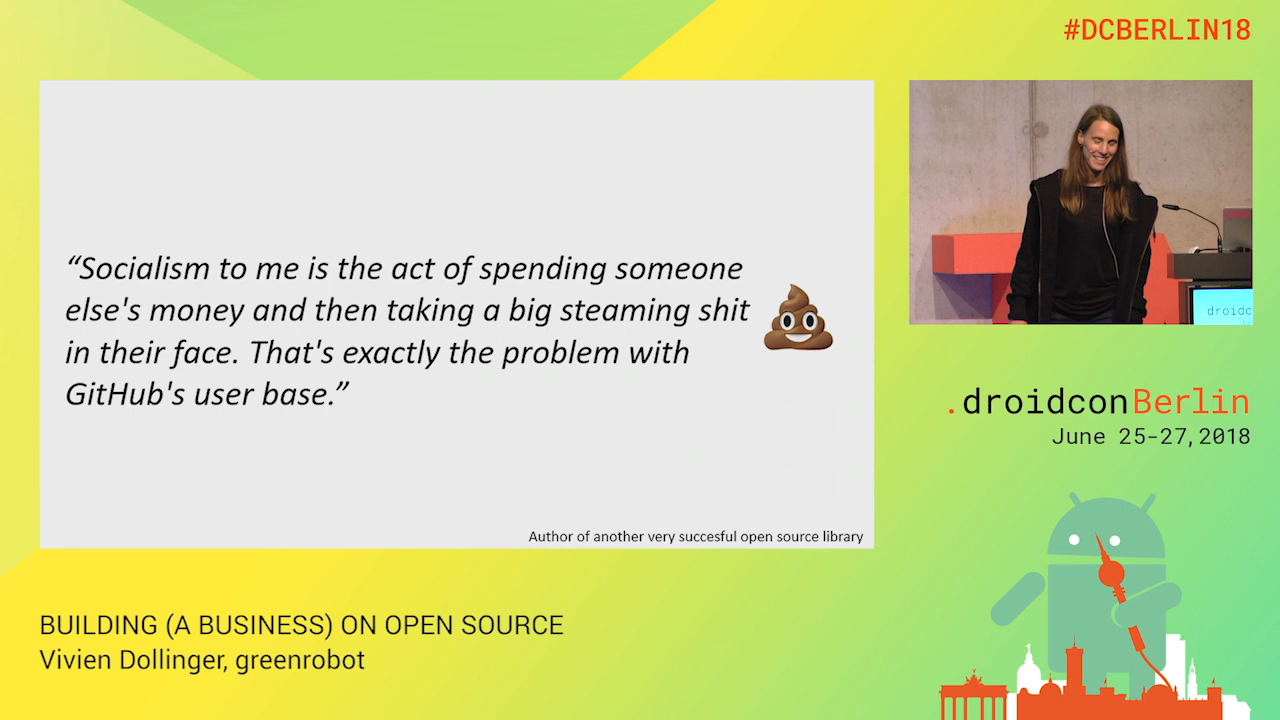 #DCBERLIN18
“Socialism to me is the act of spending someone
else's money and then taking a big steaming shit
in their face. That's exactly the problem with
GitHub's user base.”
Author of another very succesful open source library
droidc
.droidconBerlin
June 25-27,2018
BUILDING (A BUSINESS) ON OPEN SOURCE
Vivien Dollinger, greenrobot